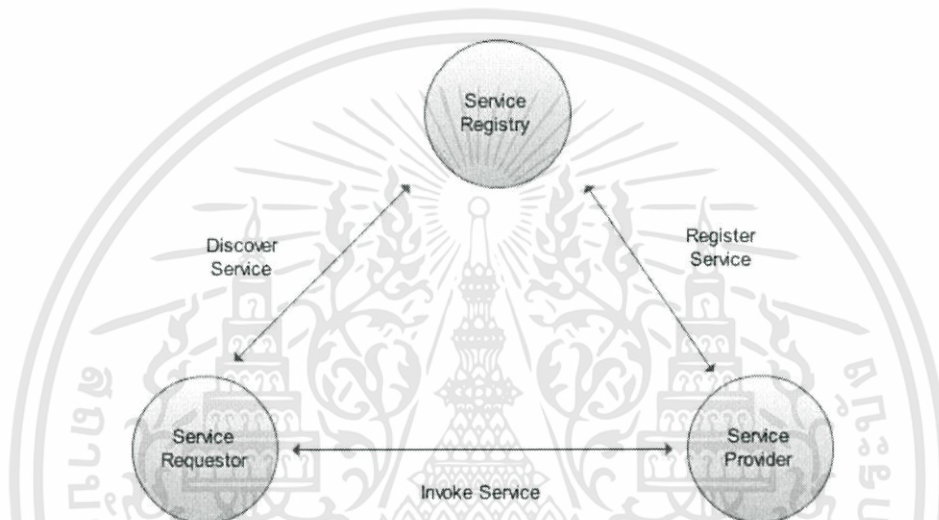 Service
Registry
Discover
Service
Register
Service
Service
Requestor
Service
Provider
Invoke Service